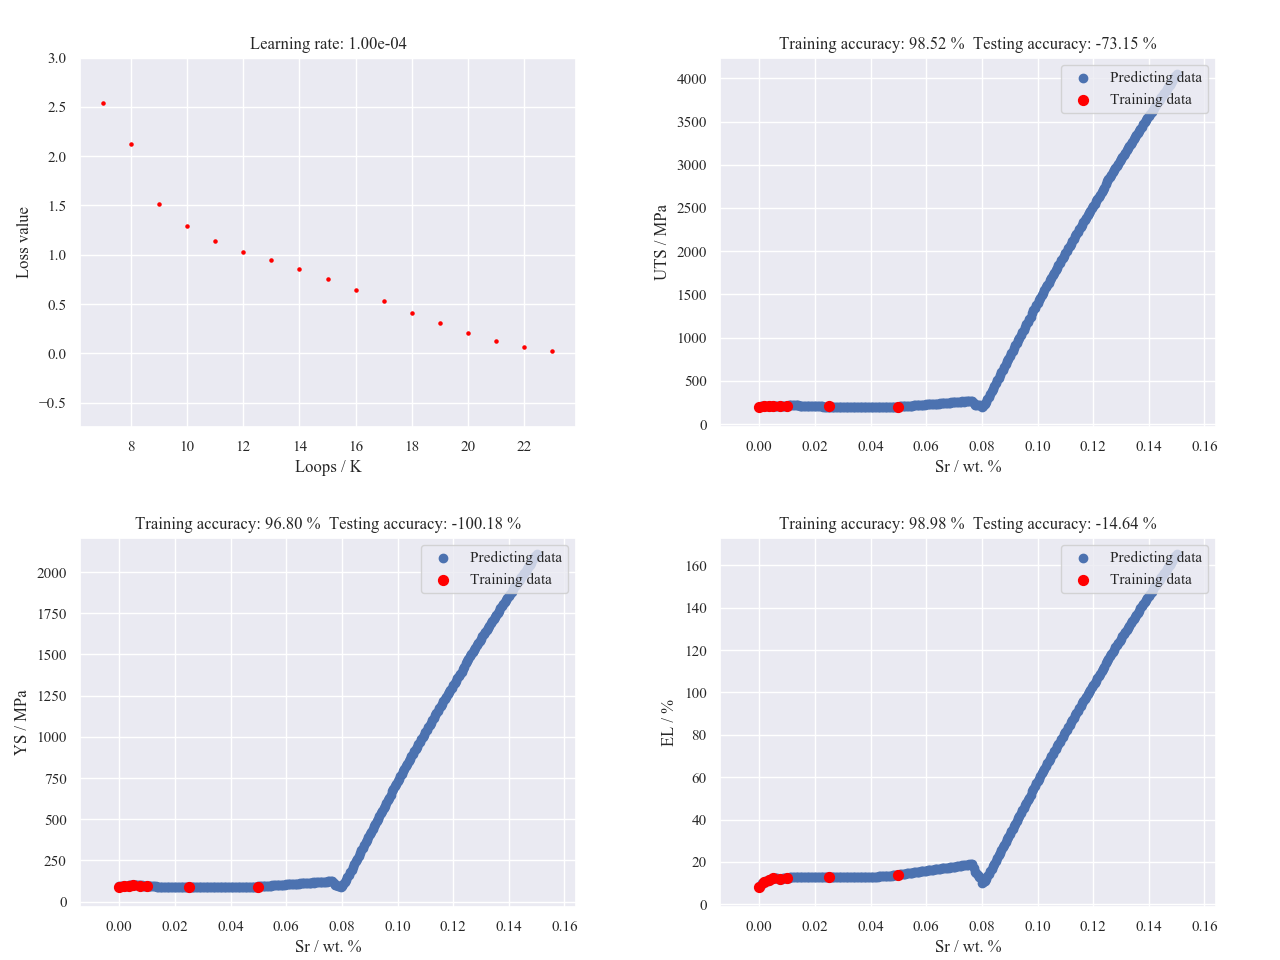 Learning rate: 1.00e-04
3.0
2.5
2.0
1.5
1.0
0.5
0.0
−0.5
Loss value
8 10 12 14 16 18 20 22
Loops / K
Training accuracy: 98.52 % Testing accuracy: -73.15 %
Predicting data
Training data
4000
3500
3000
2500
2000
1500
1000
500
0
UTS / MPa
0.00 0.02 0.04 0.06 0.08 0.10 0.12 0.14 0.16
Sr / wt. %
Training accuracy: 96.80 % Testing accuracy: -100.18 %
Predicting data
Training data
2000
1750
1500
1250
1000
750
500
250
0
YS / MPa
0.00 0.02 0.04 0.06 0.08 0.10 0.12 0.14 0.16
Sr / wt. %
Training accuracy: 98.98 % Testing accuracy: -14.64 %
Predicting data
Training data
160
140
120
100
80
60
40
20
0
EL / %
0.00 0.02 0.04 0.06 0.08 0.10 0.12 0.14 0.16
Sr / wt. %